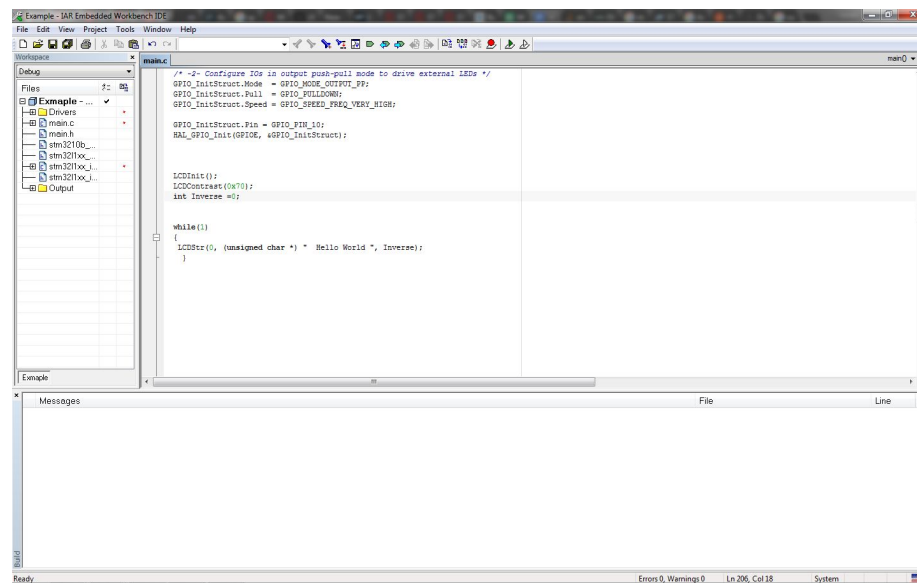 Example - IAR Embedded Workbench IDE
File Edit View Project Tools Window Help
Workspace
Debug
Files
Exmaple - ...
Drivers
main.c
main.h
stm3210b_...
stm32l1xx_...
stm32l1xx_i...
stm32l1xx_i...
Output
Exmaple
main.c
main()
/* -2- Configure IOs in output push-pull mode to drive external LEDs */
GPIO_InitStruct.Mode = GPIO_MODE_OUTPUT_PP;
GPIO_InitStruct.Pull = GPIO_PULLDOWN;
GPIO_InitStruct.Speed = GPIO_SPEED_FREQ_VERY_HIGH;
GPIO_InitStruct.Pin = GPIO_PIN_10;
HAL_GPIO_Init(GPIOE, &GPIO_InitStruct);
LCDInit();
LCDContrast(0x70);
int Inverse =0;
while(1)
{
LCDStr(0, (unsigned char *) "  Hello World ", Inverse);
}
Messages File Line
Build
Ready Errors 0, Warnings 0 Ln 206, Col 18 System